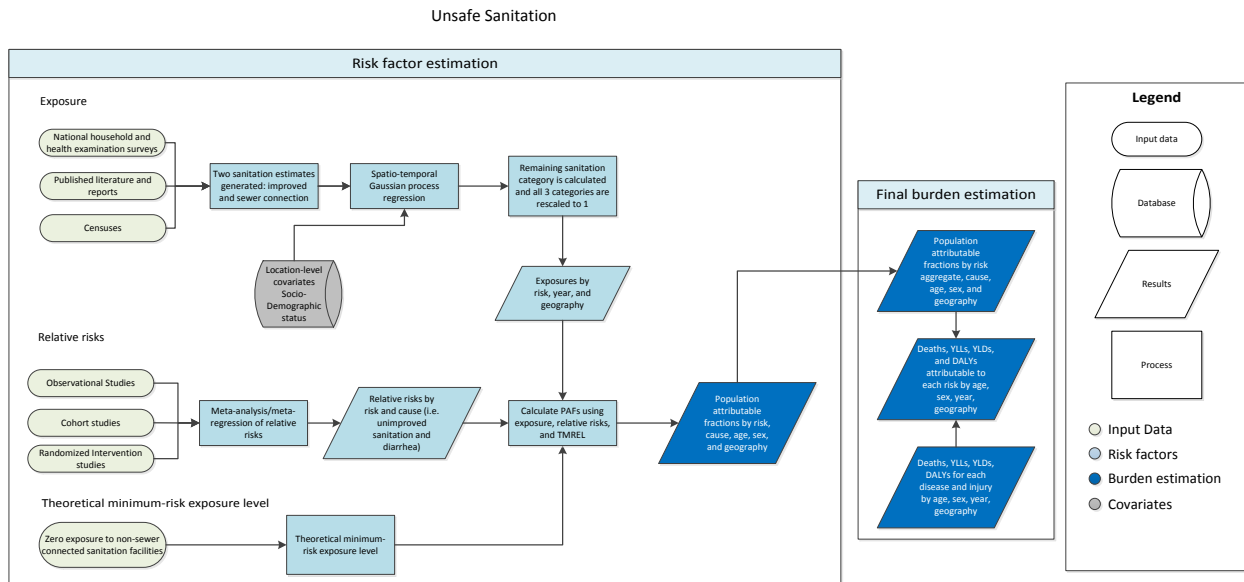 Unsafe Sanitation
Risk factor estimation
Exposure
National household and
health examination surveys
Published literature and
reports
Censuses
Two sanitation estimates
generated: improved
and sewer connection
Spatio-temporal
Gaussian process
regression
Remaining sanitation
category is calculated
and all 3 categories are
rescaled to 1
Location-level
covariates
Socio-
Demographic
status
Exposures by
risk, year, and
geography
Relative risks
Observational Studies
Cohort studies
Randomized Intervention
studies
Meta-analysis/meta-
regression of relative
risks
Relative risks by
risk and cause (i.e.
unimproved
sanitation and
diarrhea)
Calculate PAFs using
exposure, relative risks,
and TMREL
Population
attributable
fractions by risk,
cause, age, sex,
and geography
Theoretical minimum-risk exposure level
Zero exposure to non-sewer
connected sanitation facilities
Theoretical minimum-
risk exposure level
Final burden estimation
Population
attributable
fractions by risk
aggregate, cause,
age, sex, and
geography
Deaths, YLLs, YLDs,
and DALYs
attributable to
each risk by age,
sex, year,
geography
Deaths, YLLs, YLDs,
DALYs for each
disease and injury
by age, sex, year,
geography
Legend
Input data
Database
Results
Process
Input Data
Risk factors
Burden estimation
Covariates